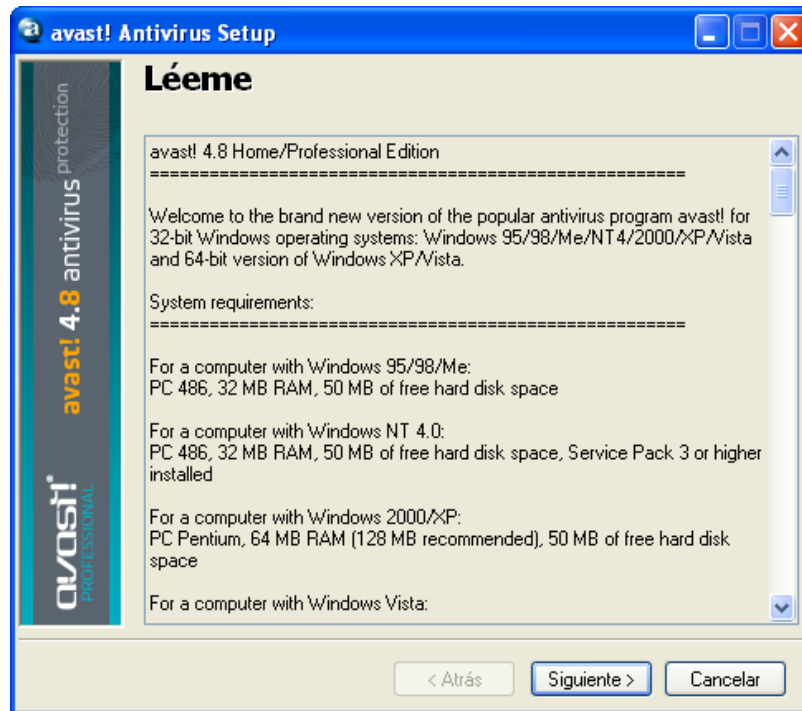 avast! Antivirus Setup
Léeme
avast! 4.8 Home/Professional Edition
======================================================
Welcome to the brand new version of the popular antivirus program avast! for
32-bit Windows operating systems: Windows 95/98/Me/NT4/2000/XP/Vista
and 64-bit version of Windows XP/Vista.
System requirements:
======================================================
For a computer with Windows 95/98/Me:
PC 486, 32 MB RAM, 50 MB of free hard disk space
For a computer with Windows NT 4.0:
PC 486, 32 MB RAM, 50 MB of free hard disk space, Service Pack 3 or higher
installed
For a computer with Windows 2000/XP:
PC Pentium, 64 MB RAM (128 MB recommended), 50 MB of free hard disk
space
For a computer with Windows Vista:
avast! 4.8 antivirus protection
avast!
PROFESSIONAL
< Atrás
Siguiente >
Cancelar